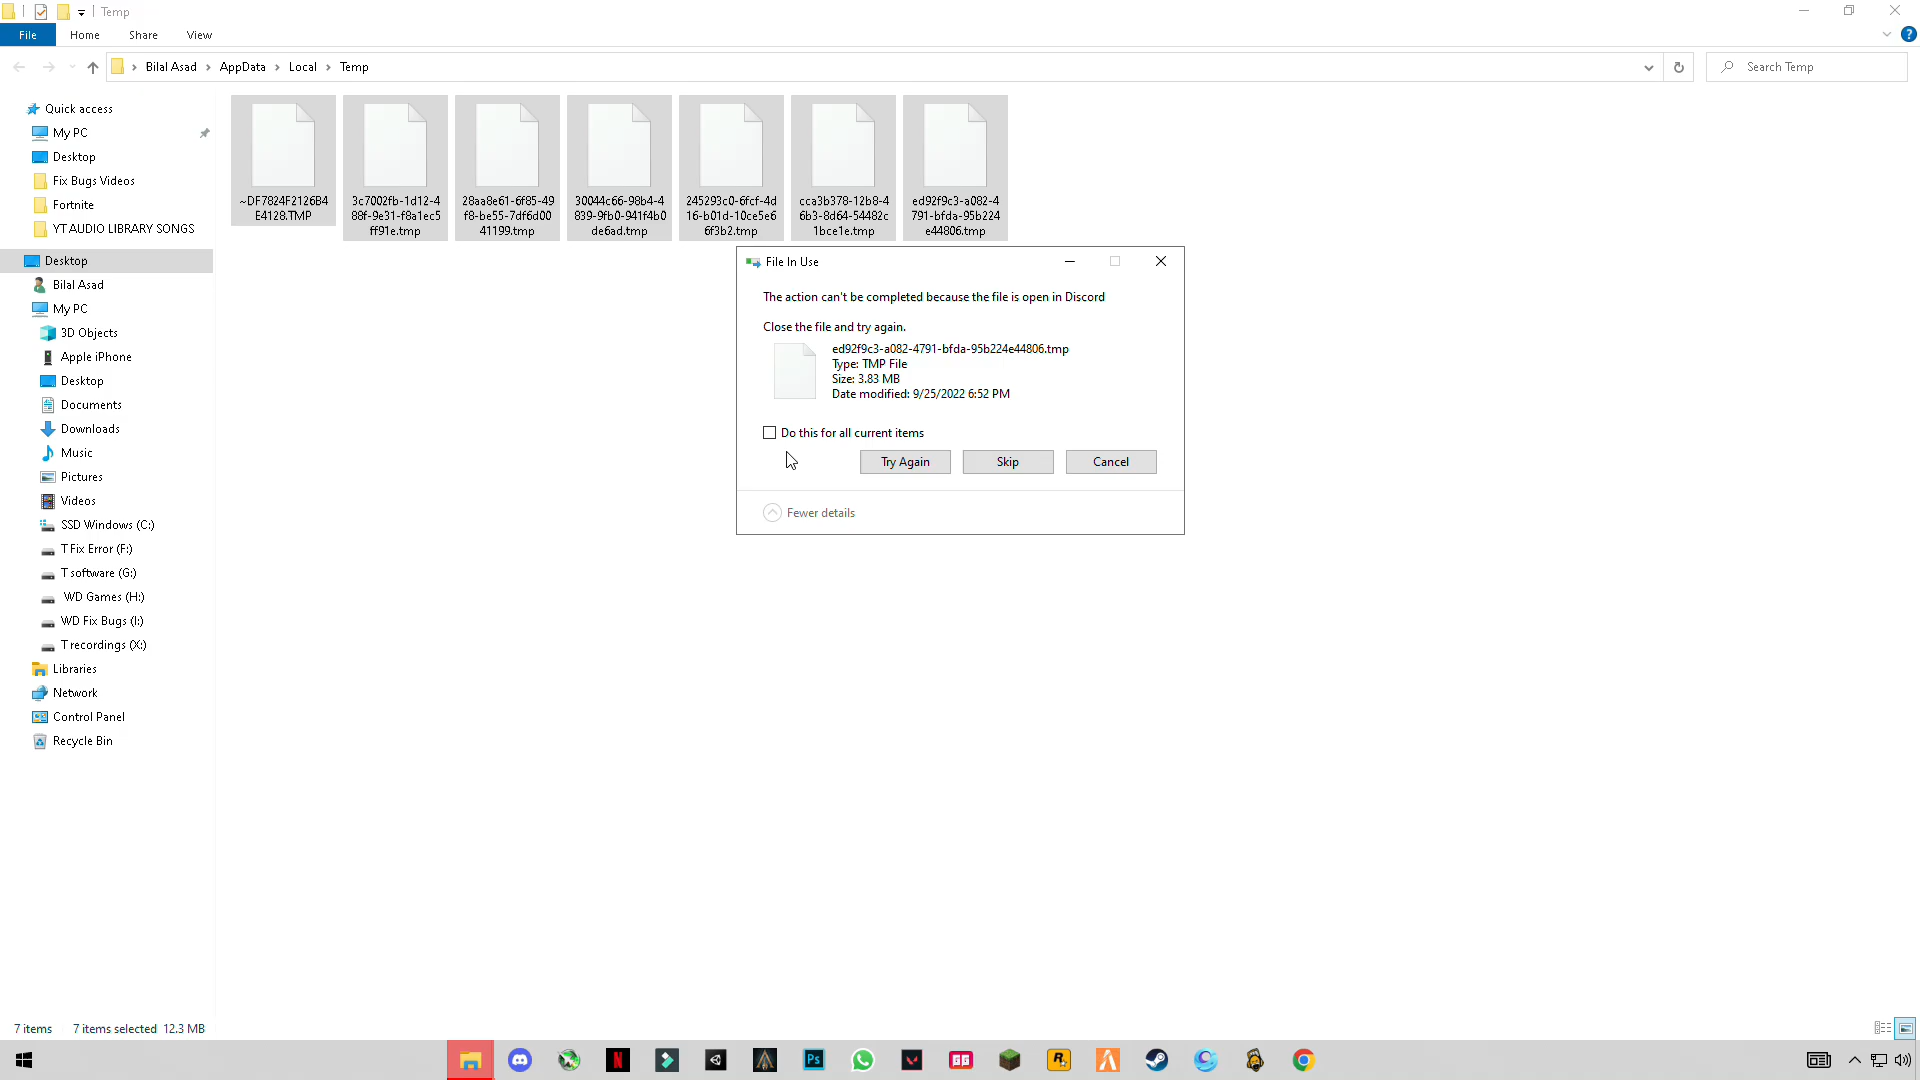 Temp
File
Home
Share
View
Bilal Asad
AppData
Local
Temp
Search Temp
Quick access
My PC
Desktop
Fix Bugs Videos
Fortnite
YT AUDIO LIBRARY SONGS
Desktop
Bilal Asad
My PC
3D Objects
Apple iPhone
Desktop
Documents
Downloads
Music
Pictures
Videos
SSD Windows (C:)
T Fix Error (F:)
T software (G:)
WD Games (H:)
WD Fix Bugs (I:)
T recordings (X:)
Libraries
Network
Control Panel
Recycle Bin
~DF7824F2126B4
E4128.TMP
3c7002fb-1d12-4
88f-9e31-f8a1ec5
ff91e.tmp
28aa8e61-6f85-49
f8-be55-7df6d00
41199.tmp
30044c66-98b4-4
839-9fb0-941f4b0
de6ad.tmp
245293c0-6fcf-4d
16-b01d-10ce5e6
6f3b2.tmp
cca3b378-12b8-4
6b3-8d64-54482c
1bce1e.tmp
ed92f9c3-a082-4
791-bfda-95b224
e44806.tmp
File In Use
The action can't be completed because the file is open in Discord
Close the file and try again.
ed92f9c3-a082-4791-bfda-95b224e44806.tmp
Type: TMP File
Size: 3.83 MB
Date modified: 9/25/2022 6:52 PM
Do this for all current items
Try Again
Skip
Cancel
Fewer details
7 items
7 items selected 12.3 MB